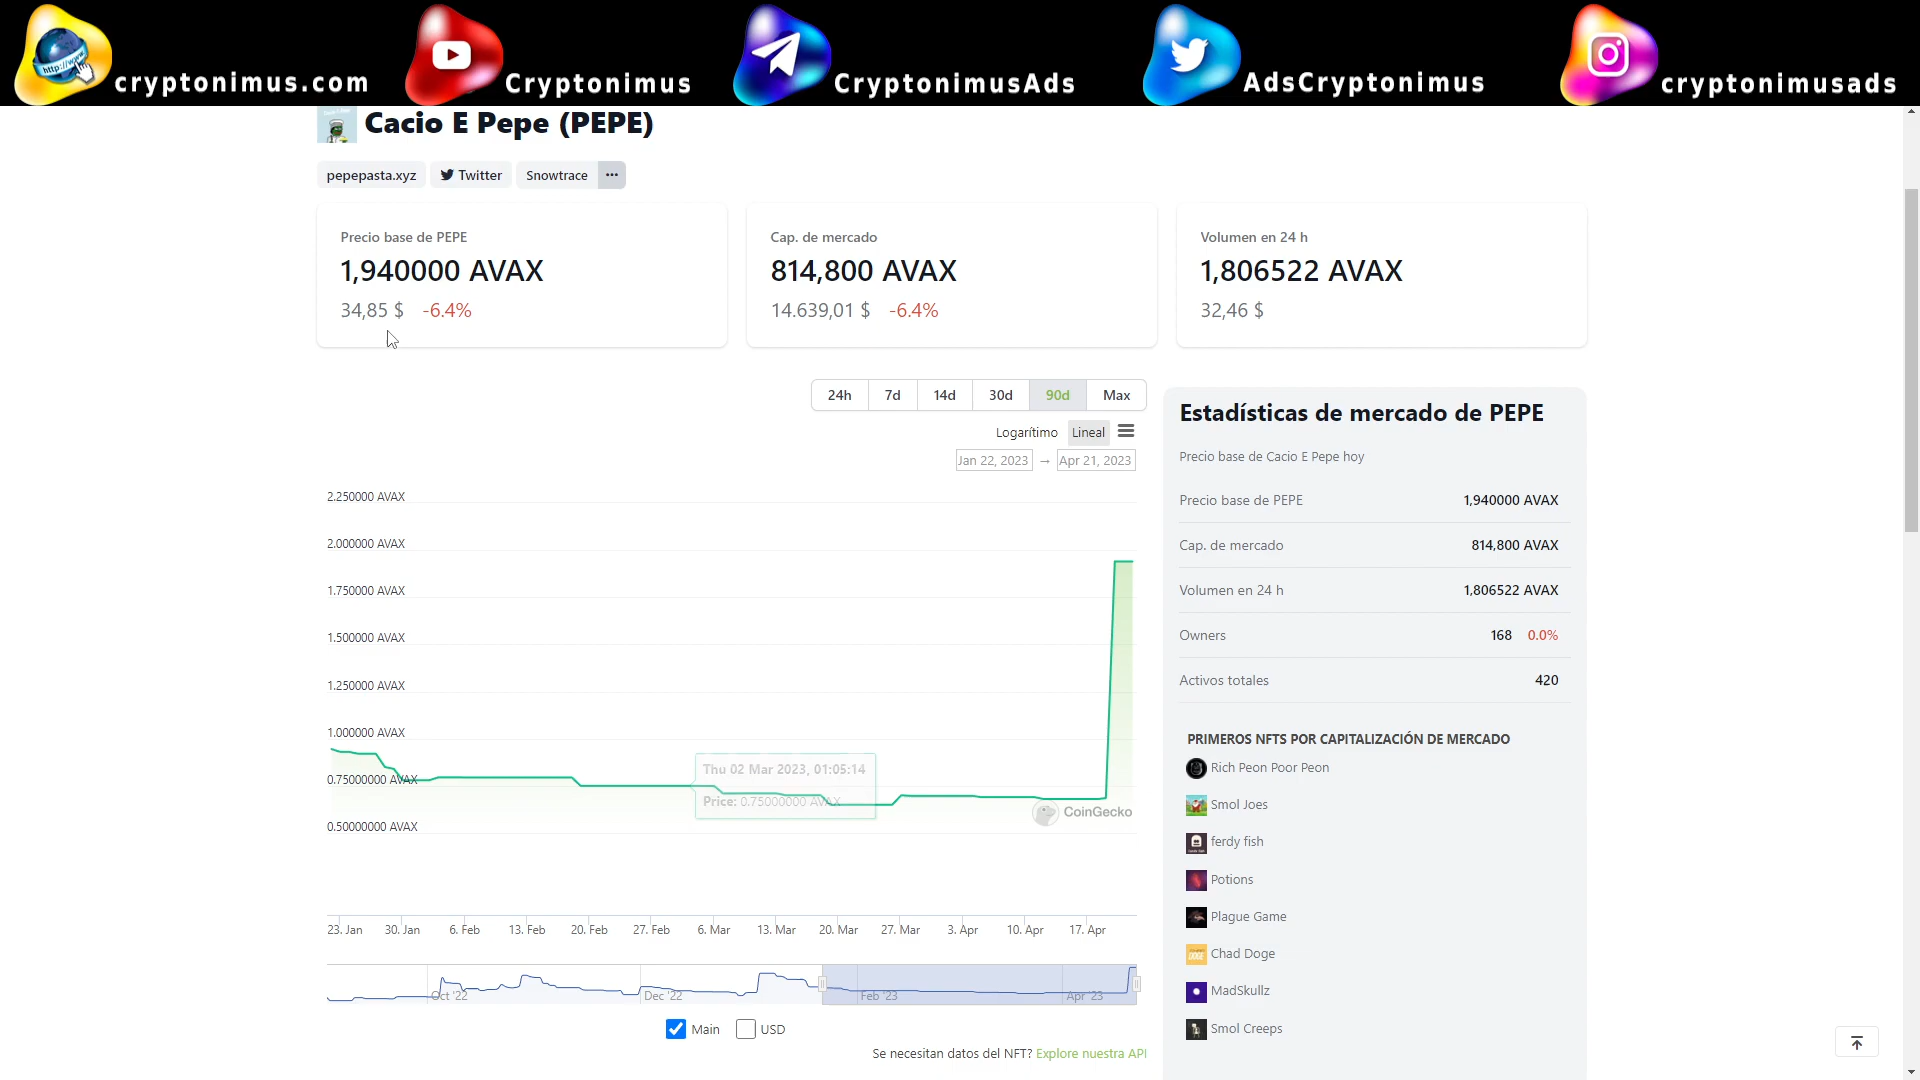 cryptonimus.com
http://www
Cryptonimus
CryptonimusAds
AdsCryptonimus
cryptonimusads
Cacio E Pepe (PEPE)
pepepasta.xyz
Twitter
Snowtrace
Precio base de PEPE
1,940000 AVAX
34,85 $ -6.4%
Cap. de mercado
814,800 AVAX
14.639,01 $ -6.4%
Volumen en 24 h
1,806522 AVAX
32,46 $
24h 7d 14d 30d 90d Max
Logarítimo Lineal
Jan 22, 2023 → Apr 21, 2023
2.250000 AVAX
2.000000 AVAX
1.750000 AVAX
1.500000 AVAX
1.250000 AVAX
1.000000 AVAX
0.75000000 AVAX
0.50000000 AVAX
Thu 02 Mar 2023, 01:05:14
Price: 0.75000000 AVAX
CoinGecko
23. Jan 30. Jan 6. Feb 13. Feb 20. Feb 27. Feb 6. Mar 13. Mar 20. Mar 27. Mar 3. Apr 10. Apr 17. Apr
Oct '22 Dec '22 Feb '23 Apr '23
Main USD
Se necesitan datos del NFT? Explore nuestra API
Estadísticas de mercado de PEPE
Precio base de Cacio E Pepe hoy
Precio base de PEPE 1,940000 AVAX
Cap. de mercado 814,800 AVAX
Volumen en 24 h 1,806522 AVAX
Owners 168 0.0%
Activos totales 420
PRIMEROS NFTS POR CAPITALIZACIÓN DE MERCADO
Rich Peon Poor Peon
Smol Joes
ferdy fish
Potions
Plague Game
Chad Doge
MadSkullz
Smol Creeps